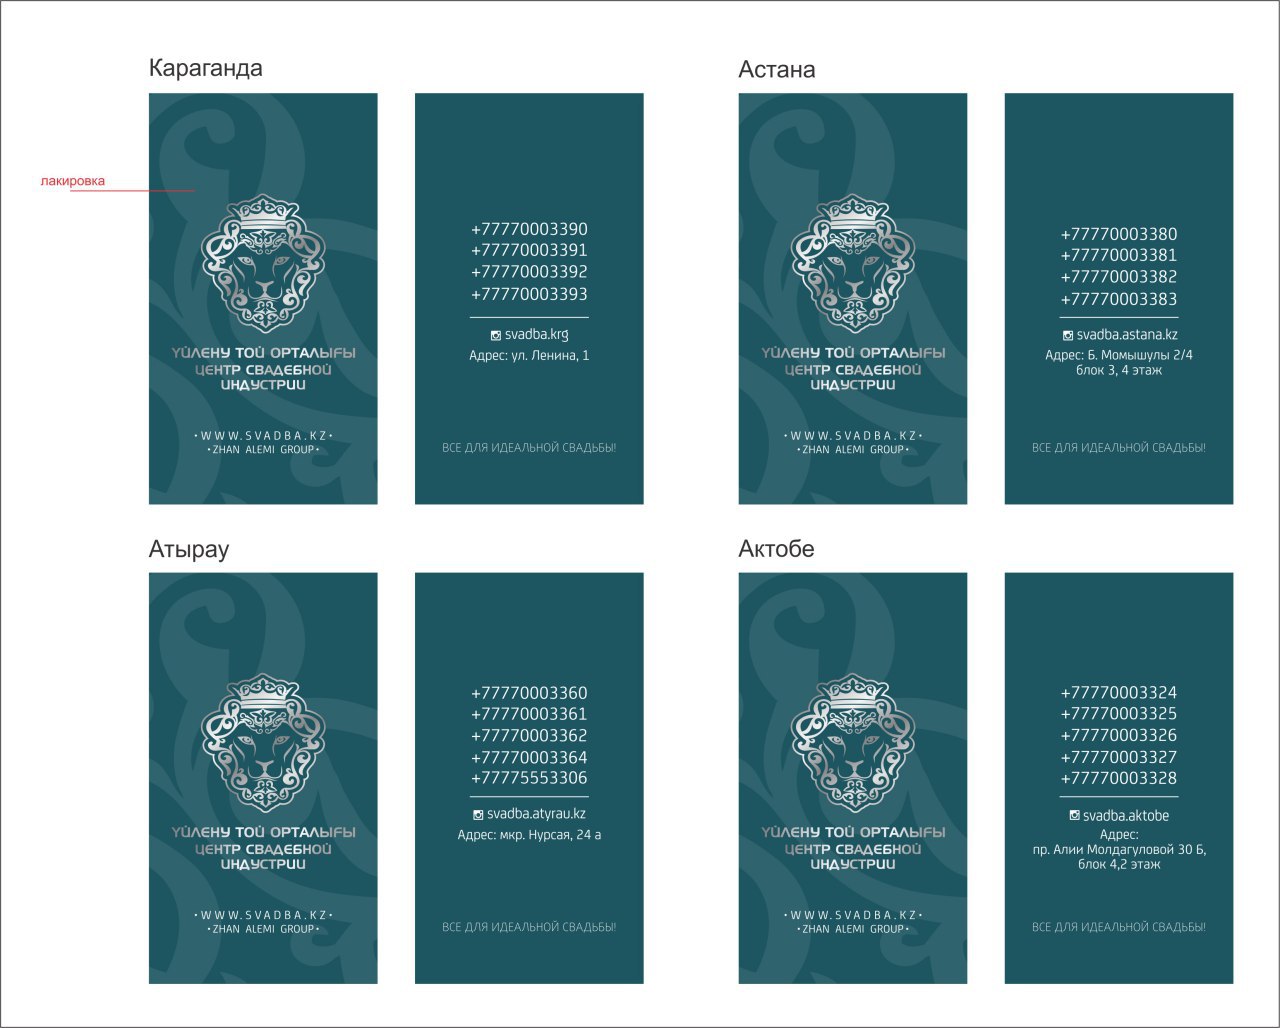 Караганда
лакировка
ҮЙЛЕНУ ТОЙ ОРТАЛЫҒЫ
ЦЕНТР СВАДЕБНОЙ
ИНДУСТРИИ
•WWW.SVADBA.KZ•
•ZHAN ALEMI GROUP•
+77770003390
+77770003391
+77770003392
+77770003393
svadba.krg
Адрес: ул. Ленина, 1
ВСЕ ДЛЯ ИДЕАЛЬНОЙ СВАДЬБЫ!
Астана
ҮЙЛЕНУ ТОЙ ОРТАЛЫҒЫ
ЦЕНТР СВАДЕБНОЙ
ИНДУСТРИИ
•WWW.SVADBA.KZ•
•ZHAN ALEMI GROUP•
+77770003380
+77770003381
+77770003382
+77770003383
svadba.astana.kz
Адрес: Б. Момышулы 2/4
блок 3, 4 этаж
ВСЕ ДЛЯ ИДЕАЛЬНОЙ СВАДЬБЫ!
Атырау
ҮЙЛЕНУ ТОЙ ОРТАЛЫҒЫ
ЦЕНТР СВАДЕБНОЙ
ИНДУСТРИИ
•WWW.SVADBA.KZ•
•ZHAN ALEMI GROUP•
+77770003360
+77770003361
+77770003362
+77770003364
+77775553306
svadba.atyrau.kz
Адрес: мкр. Нурсая, 24 а
ВСЕ ДЛЯ ИДЕАЛЬНОЙ СВАДЬБЫ!
Актобе
ҮЙЛЕНУ ТОЙ ОРТАЛЫҒЫ
ЦЕНТР СВАДЕБНОЙ
ИНДУСТРИИ
•WWW.SVADBA.KZ•
•ZHAN ALEMI GROUP•
+77770003324
+77770003325
+77770003326
+77770003327
+77770003328
svadba.aktobe
Адрес:
пр. Алии Молдагуловой 30 Б,
блок 4,2 этаж
ВСЕ ДЛЯ ИДЕАЛЬНОЙ СВАДЬБЫ!